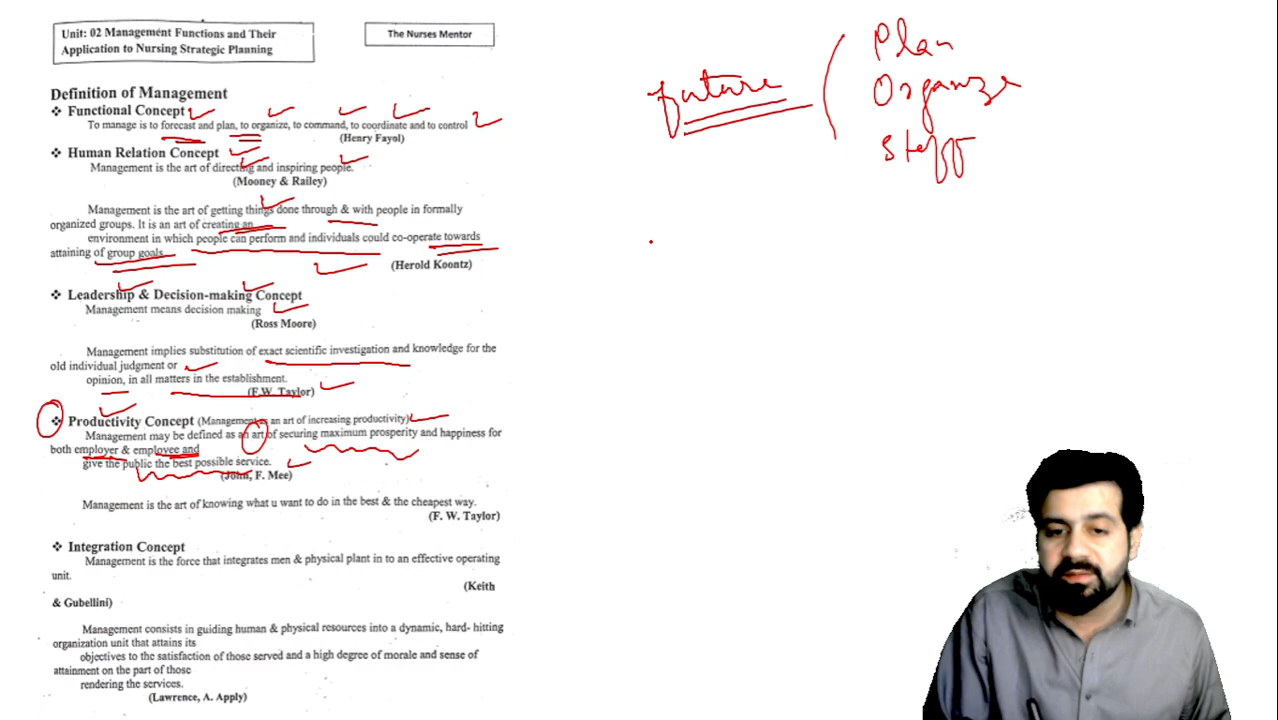 Unit: 02 Management Functions and Their
Application to Nursing Strategic Planning
The Nurses Mentor
Definition of Management
❖ Functional Concept
To manage is to forecast and plan, to organize, to command, to coordinate and to control
(Henry Fayol)
❖ Human Relation Concept
Management is the art of directing and inspiring people.
(Mooney & Railey)
Management is the art of getting things done through & with people in formally
organized groups. It is an art of creating an
environment in which people can perform and individuals could co-operate towards
attaining of group goals.
(Herold Koontz)
❖ Leadership & Decision-making Concept
Management means decision making
(Ross Moore)
Management implies substitution of exact scientific investigation and knowledge for the
old individual judgment or
opinion, in all matters in the establishment.
(F.W. Taylor)
❖ Productivity Concept (Management as an art of increasing productivity)
Management may be defined as an art of securing maximum prosperity and happiness for
both employer & employee and
give the public the best possible service.
(John, F. Mee)
Management is the art of knowing what u want to do in the best & the cheapest way.
(F. W. Taylor)
❖ Integration Concept
Management is the force that integrates men & physical plant in to an effective operating
unit.
(Keith
& Gubellini)
Management consists in guiding human & physical resources into a dynamic, hard- hitting
organization unit that attains its
objectives to the satisfaction of those served and a high degree of morale and sense of
attainment on the part of those
rendering the services.
(Lawrence, A. Apply)
future
Plan
Organize
Staff